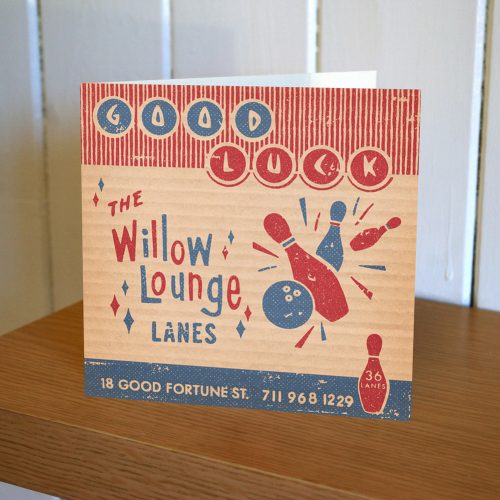 GOOD
LUCK
THE
Willow
Lounge
LANES
36
LANES
18 GOOD FORTUNE ST. 711 968 1229